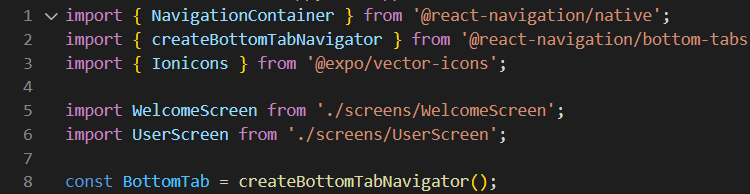 1 import { NavigationContainer } from '@react-navigation/native';
2 import { createBottomTabNavigator } from '@react-navigation/bottom-tabs
3 import { Ionicons } from '@expo/vector-icons';
4
5 import WelcomeScreen from './screens/WelcomeScreen';
6 import UserScreen from './screens/UserScreen';
7
8 const BottomTab = createBottomTabNavigator();